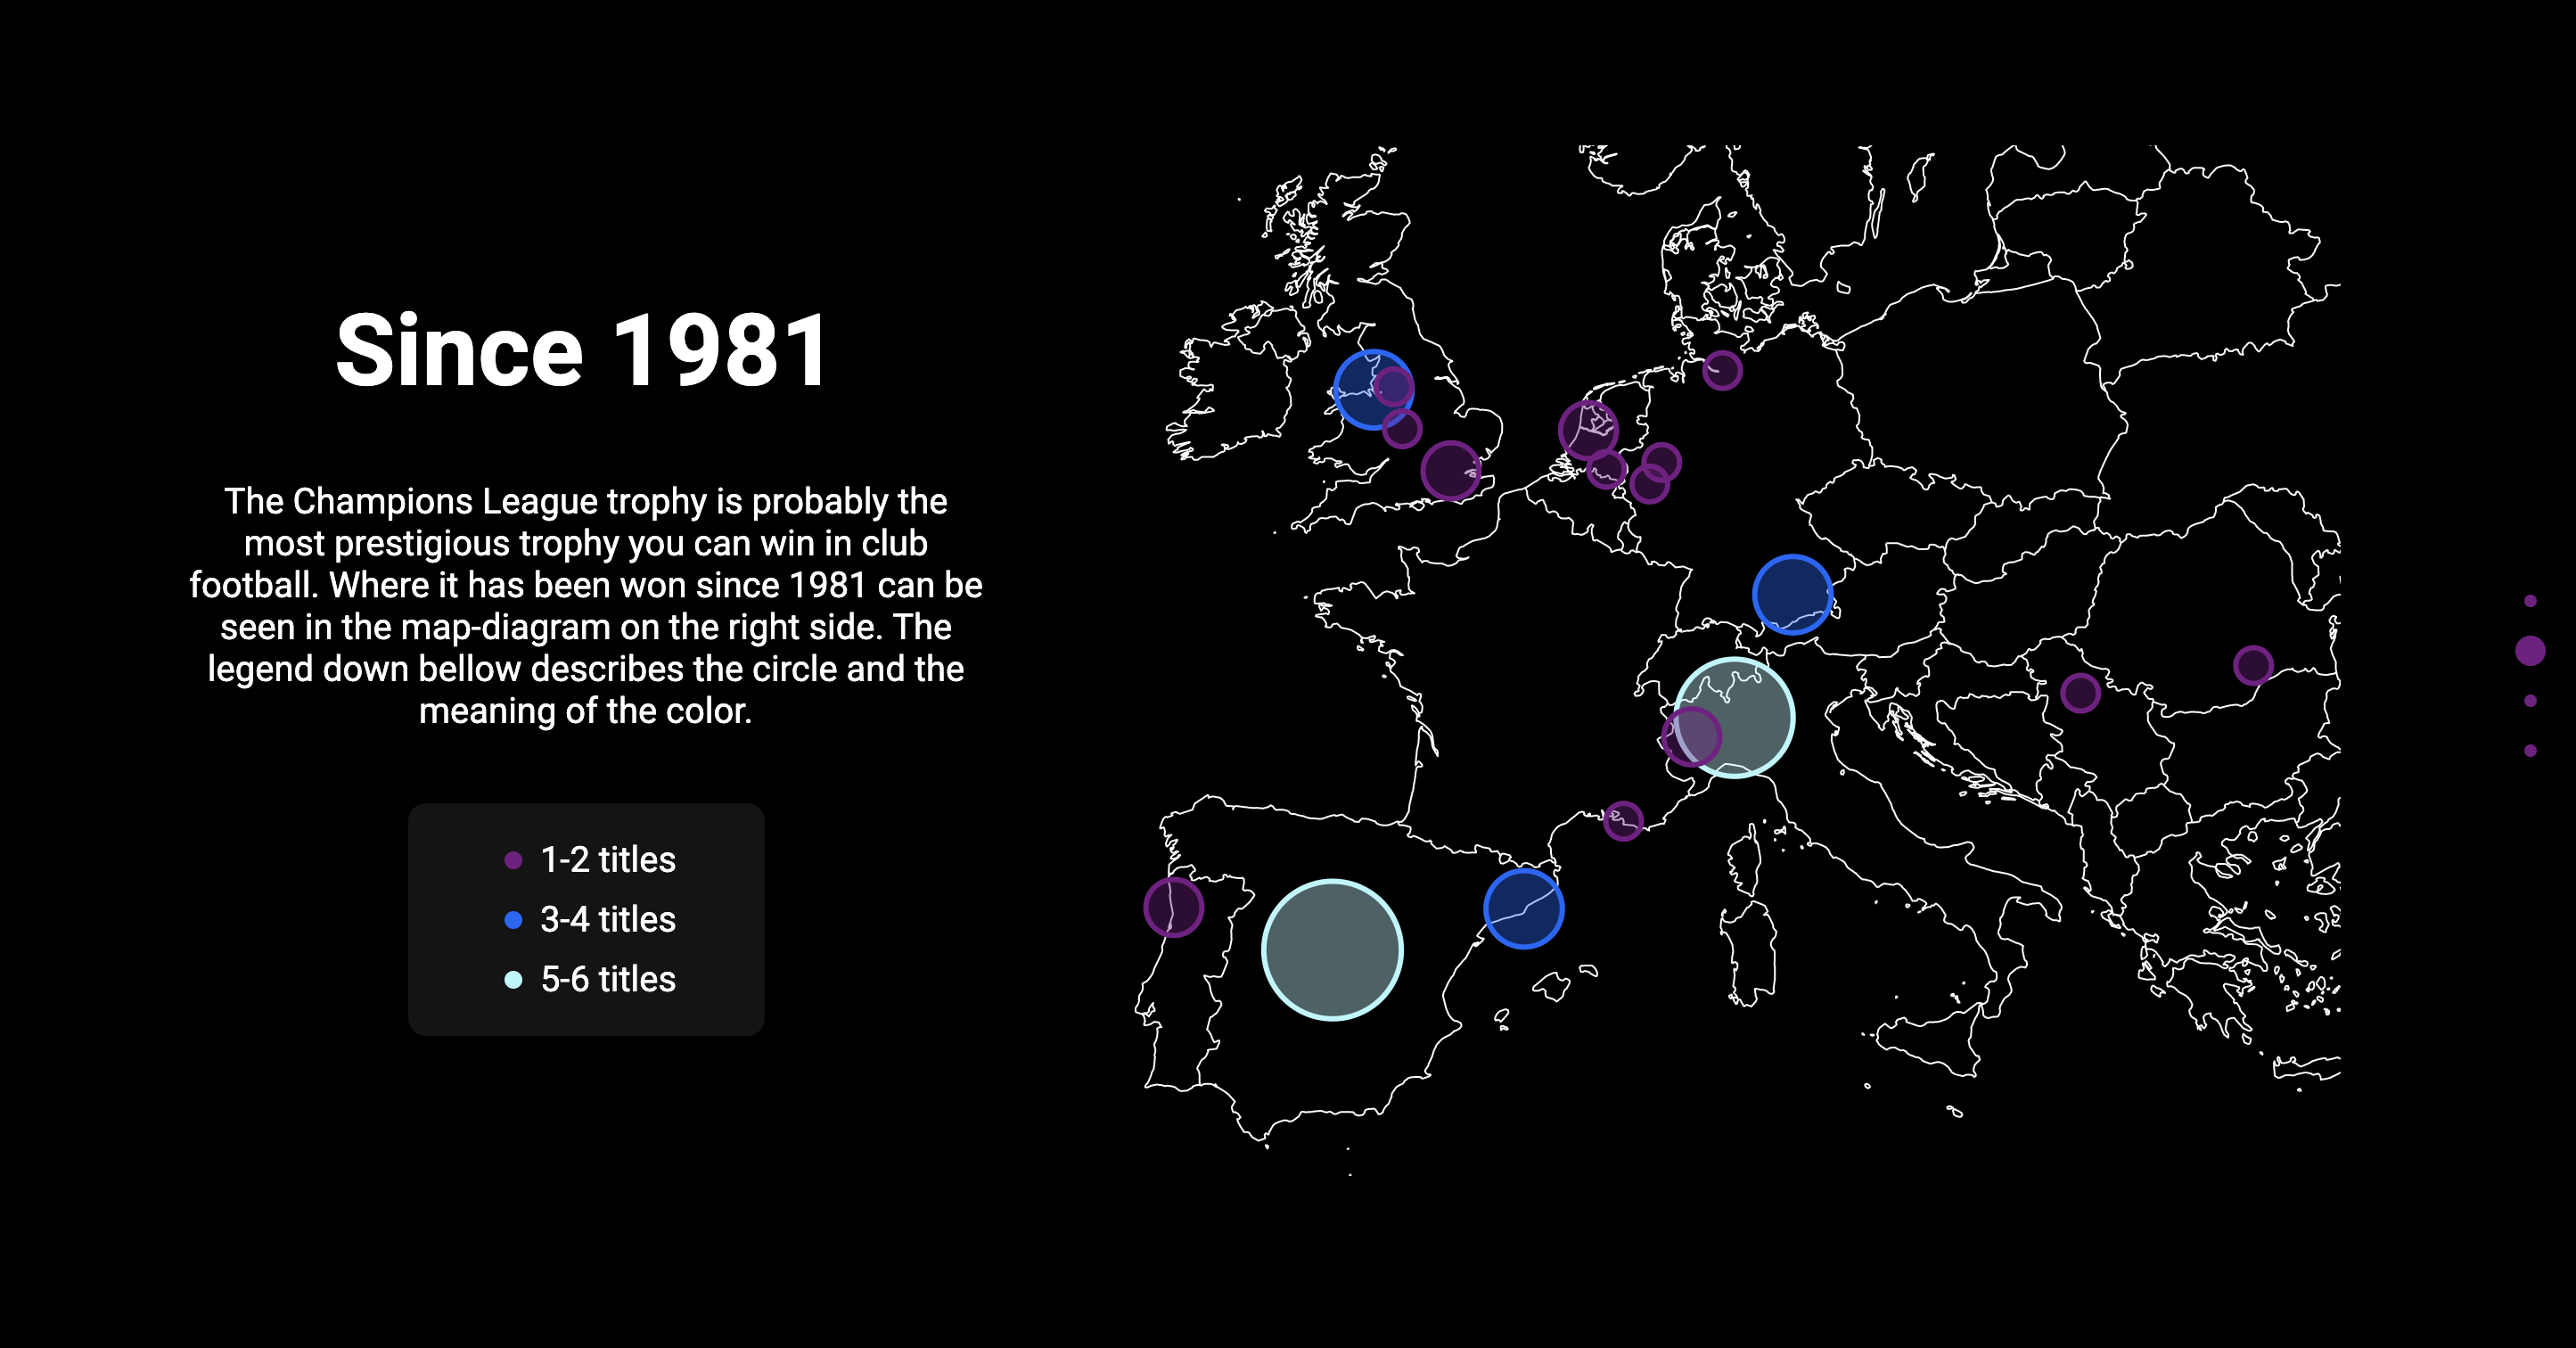 Since 1981
The Champions League trophy is probably the
most prestigious trophy you can win in club
football. Where it has been won since 1981 can be
seen in the map-diagram on the right side. The
legend down bellow describes the circle and the
meaning of the color.
1-2 titles
3-4 titles
5-6 titles